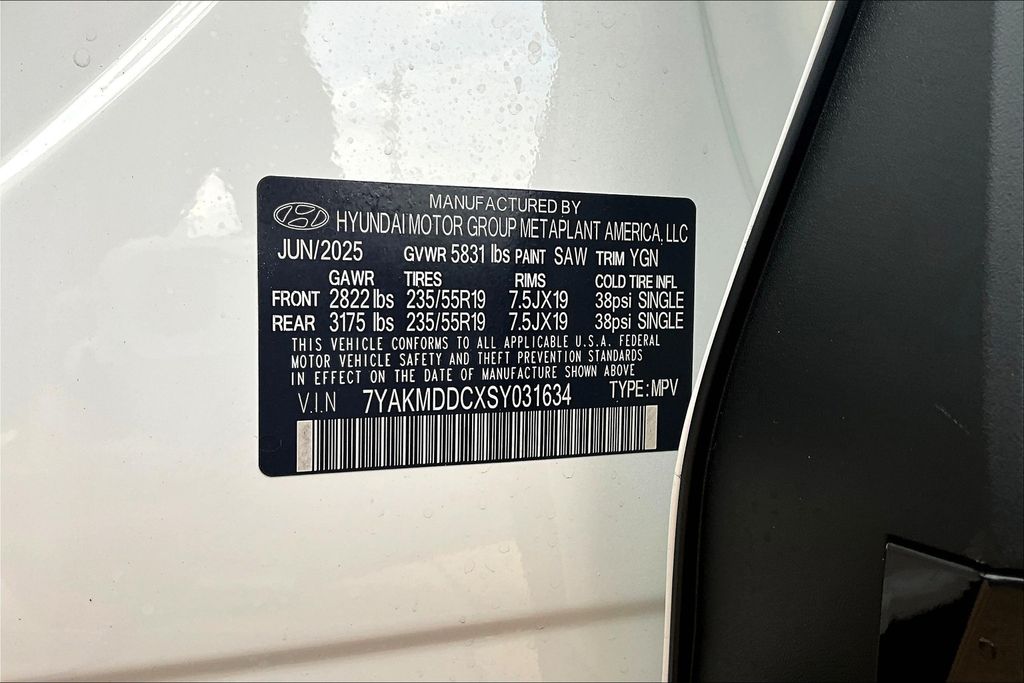 MANUFACTURED BY
HYUNDAI MOTOR GROUP METAPLANT AMERICA, LLC
JUN/2025 GVWR 5831 lbs PAINT SAW TRIM YGN
GAWR TIRES RIMS COLD TIRE INFL
FRONT 2822 lbs 235/55R19 7.5JX19 38psi SINGLE
REAR 3175 lbs 235/55R19 7.5JX19 38psi SINGLE
THIS VEHICLE CONFORMS TO ALL APPLICABLE U.S.A. FEDERAL
MOTOR VEHICLE SAFETY AND THEFT PREVENTION STANDARDS
IN EFFECT ON THE DATE OF MANUFACTURE SHOWN ABOVE
V.I.N 7YAKMDDCXSY031634 TYPE: MPV